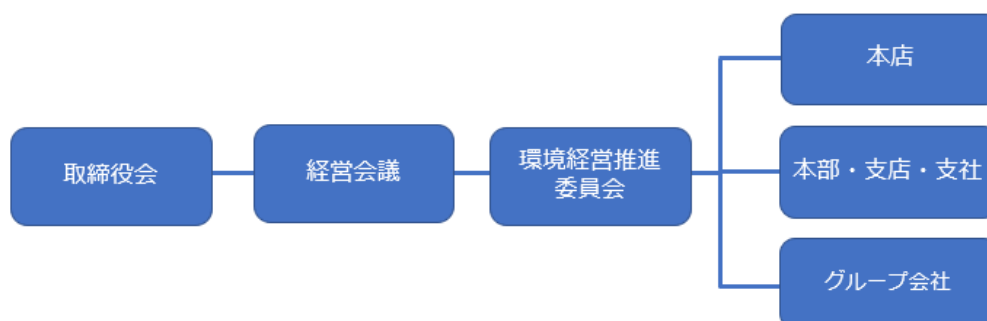 取締役会
経営会議
環境経営推進
委員会
本店
本部・支店・支社
グループ会社